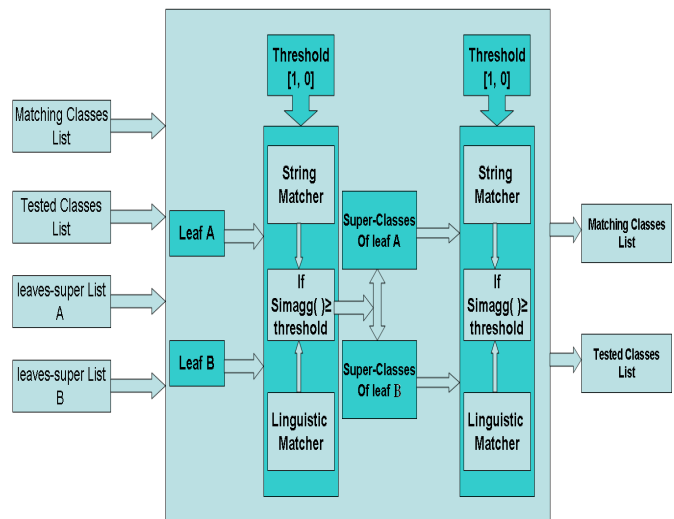 Matching Classes
List
Tested Classes
List
leaves-super List
A
leaves-super List
B
Threshold
[1, 0]
Leaf A
Leaf B
String
Matcher
If
Simagg( )≥
threshold
Linguistic
Matcher
Super-Classes
Of leaf A
Super-Classes
Of leaf B
Threshold
[1, 0]
String
Matcher
If
Simagg( )≥
threshold
Linguistic
Matcher
Matching Classes
List
Tested Classes
List